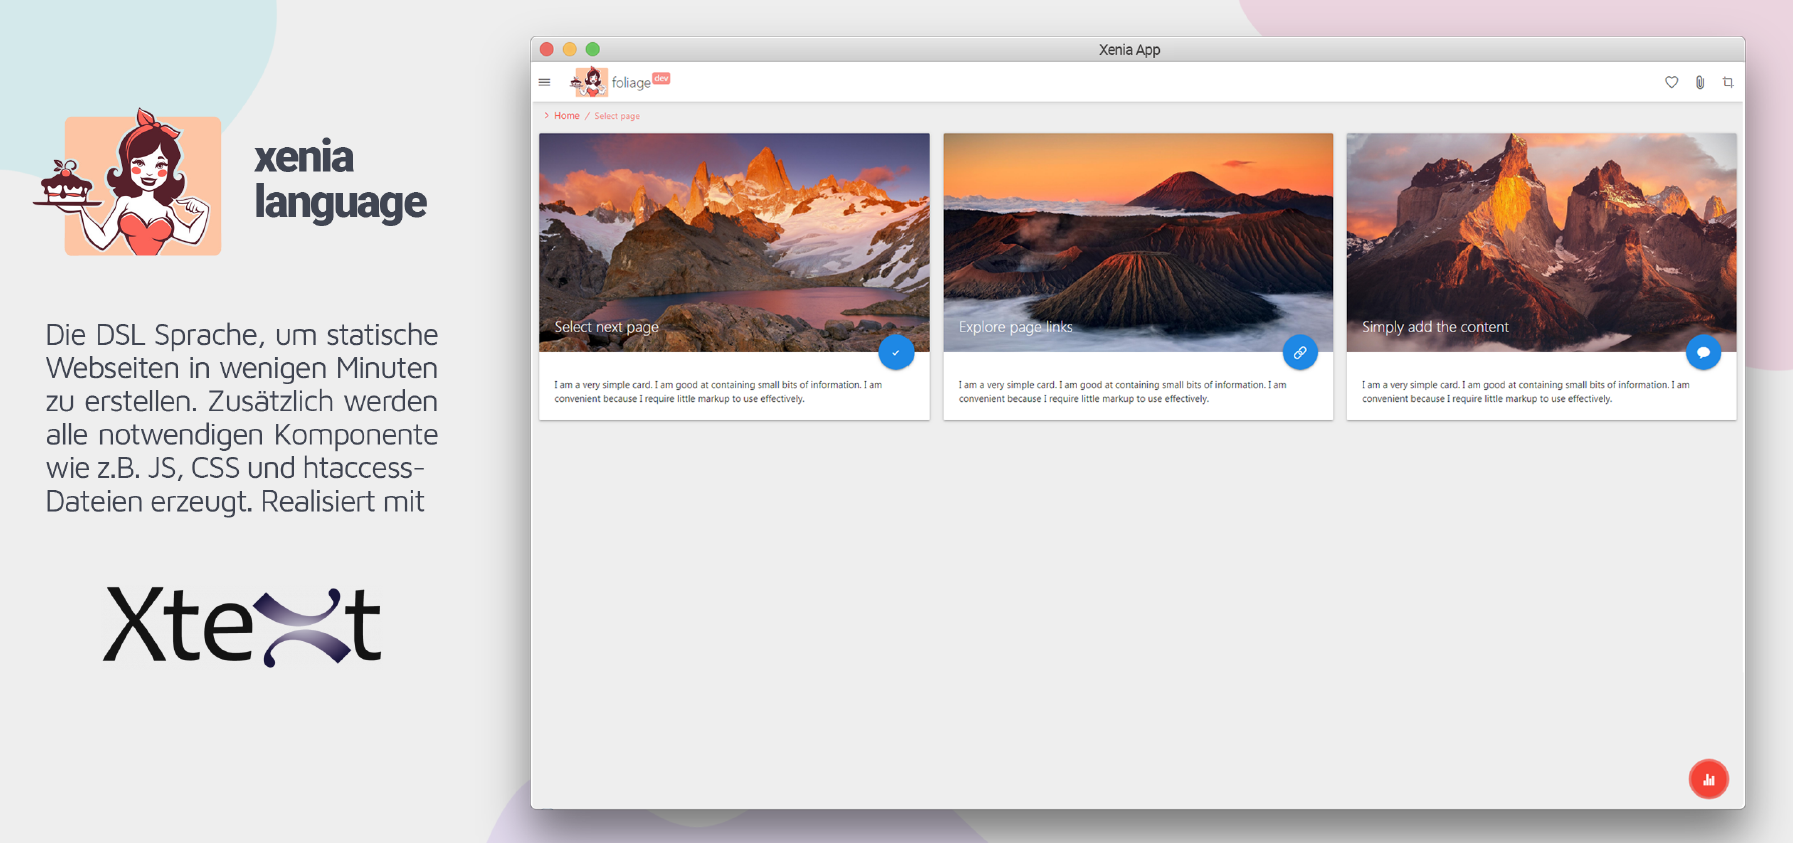 xenia
language
Die DSL Sprache, um statische
Webseiten in wenigen Minuten
zu erstellen. Zusätzlich werden
alle notwendigen Komponente
wie z.B. JS, CSS und htaccess-
Dateien erzeugt. Realisiert mit
Xtext
Xenia App
foliage dev
Home / Select page
Select next page
I am a very simple card. I am good at containing small bits of information. I am
convenient because I require little markup to use effectively.
Explore page links
I am a very simple card. I am good at containing small bits of information. I am
convenient because I require little markup to use effectively.
Simply add the content
I am a very simple card. I am good at containing small bits of information. I am
convenient because I require little markup to use effectively.